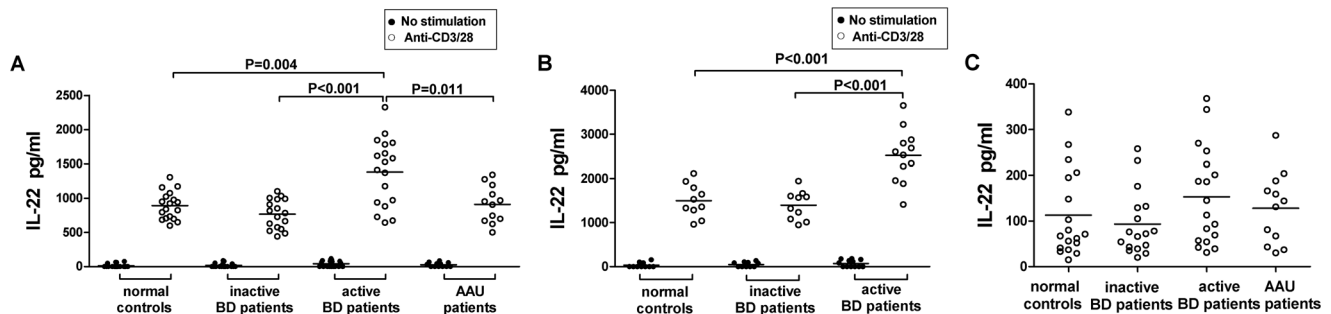 No stimulation
Anti-CD3/28
A
P=0.004
P<0.001
P=0.011
IL-22 pg/ml
2500
2000
1500
1000
500
0
normal controls
inactive BD patients
active BD patients
AAU patients
No stimulation
Anti-CD3/28
B
P<0.001
P<0.001
IL-22 pg/ml
4000
3000
2000
1000
0
normal controls
inactive BD patients
active BD patients
C
IL-22 pg/ml
400
300
200
100
0
normal controls
inactive BD patients
active BD patients
AAU patients